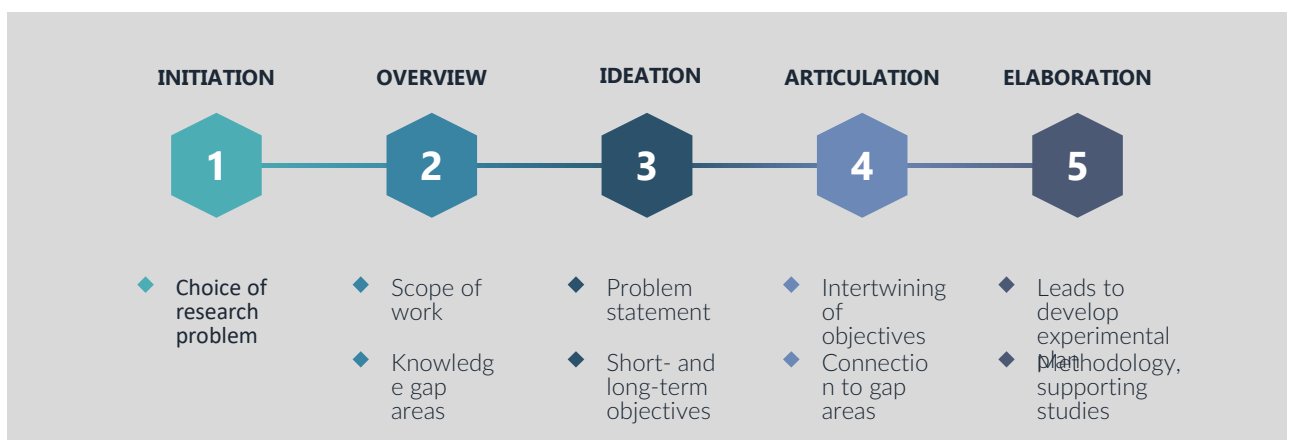 INITIATION
OVERVIEW
IDEATION
ARTICULATION
ELABORATION
1
2
3
4
5
Choice of
research
problem
Scope of
work
Knowledg
e gap
areas
Problem
statement
Short- and
long-term
objectives
Intertwining
of
objectives
Connectio
n to gap
areas
Leads to
develop
experimental
plan
Methodology,
supporting
studies